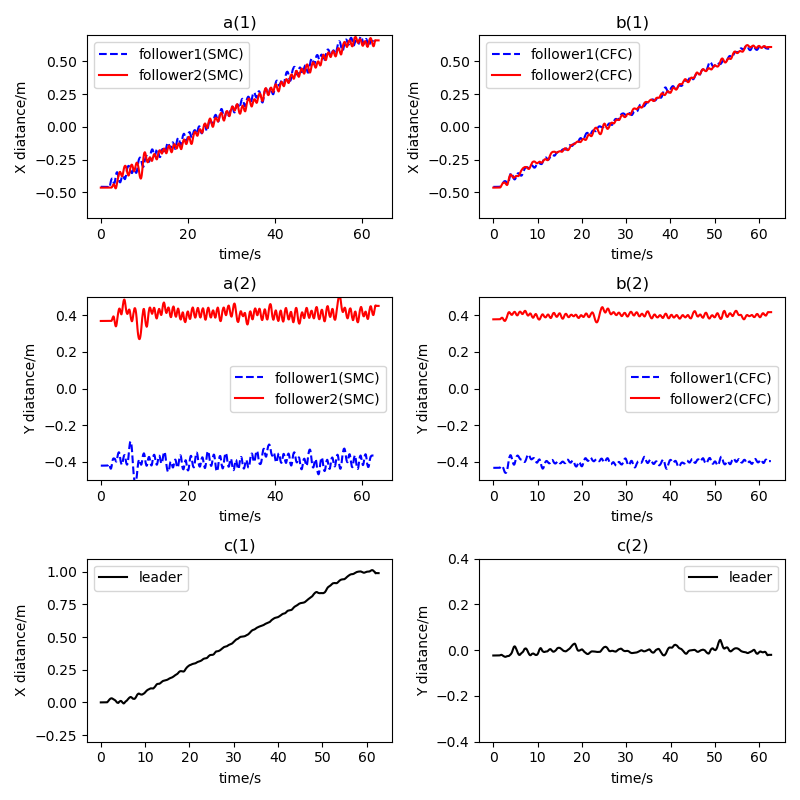 a(1)
follower1(SMC)
follower2(SMC)
0.50
0.25
0.00
−0.25
−0.50
X diatance/m
0
20
40
60
time/s
b(1)
follower1(CFC)
follower2(CFC)
0.50
0.25
0.00
−0.25
−0.50
X diatance/m
0
10
20
30
40
50
60
time/s
a(2)
0.4
0.2
0.0
−0.2
−0.4
Y diatance/m
follower1(SMC)
follower2(SMC)
0
20
40
60
time/s
b(2)
0.4
0.2
0.0
−0.2
−0.4
Y diatance/m
follower1(CFC)
follower2(CFC)
0
10
20
30
40
50
60
time/s
c(1)
leader
1.00
0.75
0.50
0.25
0.00
−0.25
X diatance/m
0
10
20
30
40
50
60
time/s
c(2)
leader
0.4
0.2
0.0
−0.2
−0.4
Y diatance/m
0
10
20
30
40
50
60
time/s